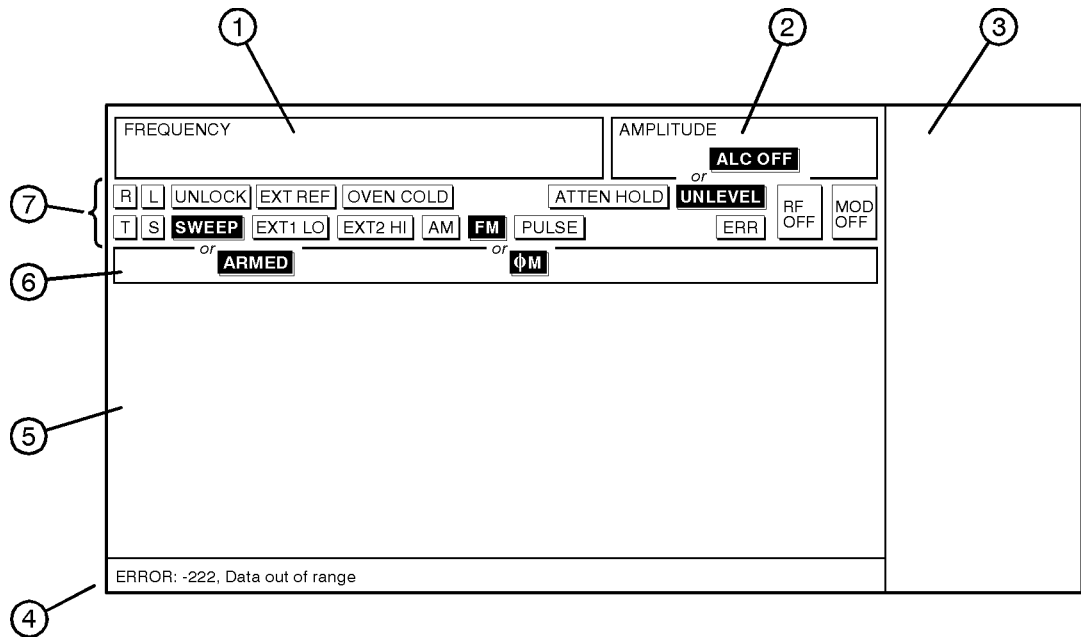 1 2 3
FREQUENCY AMPLITUDE
ALC OFF
or
7
R L UNLOCK EXT REF OVEN COLD ATTEN HOLD UNLEVEL RF OFF MOD OFF
T S SWEEP EXT1 LO EXT2 HI AM FM PULSE ERR
or or
6
ARMED ϕM
5
ERROR: -222, Data out of range
4